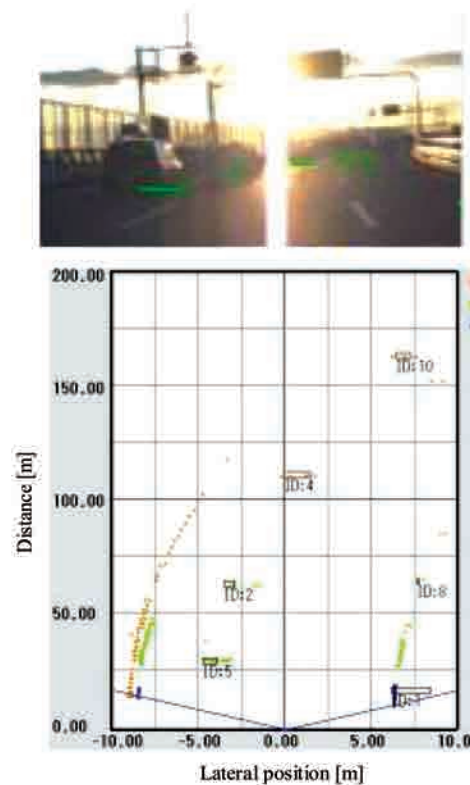 200.00
ID:10
150.00
ID:4
100.00
Distance [m]
ID:2
ID:8
50.00
ID:5
0.00
-10.00 -5.00 0.00 5.00 10.0
Lateral position [m]